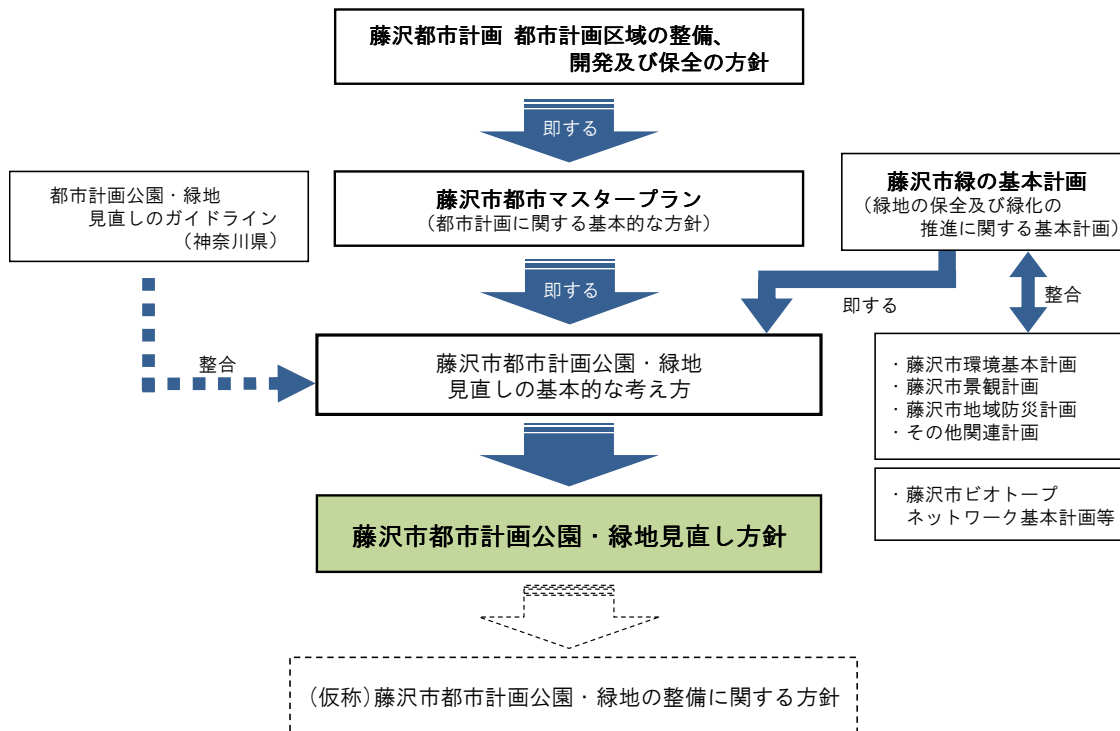 藤沢都市計画 都市計画区域の整備、
開発及び保全の方針
即する
都市計画公園・緑地
見直しのガイドライン
（神奈川県）
藤沢市都市マスタープラン
（都市計画に関する基本的な方針）
藤沢市緑の基本計画
（緑地の保全及び緑化の
推進に関する基本計画）
即する
即する
整合
整合
藤沢市都市計画公園・緑地
見直しの基本的な考え方
・藤沢市環境基本計画
・藤沢市景観計画
・藤沢市地域防災計画
・その他関連計画
・藤沢市ビオトープ
ネットワーク基本計画等
藤沢市都市計画公園・緑地見直し方針
（仮称）藤沢市都市計画公園・緑地の整備に関する方針